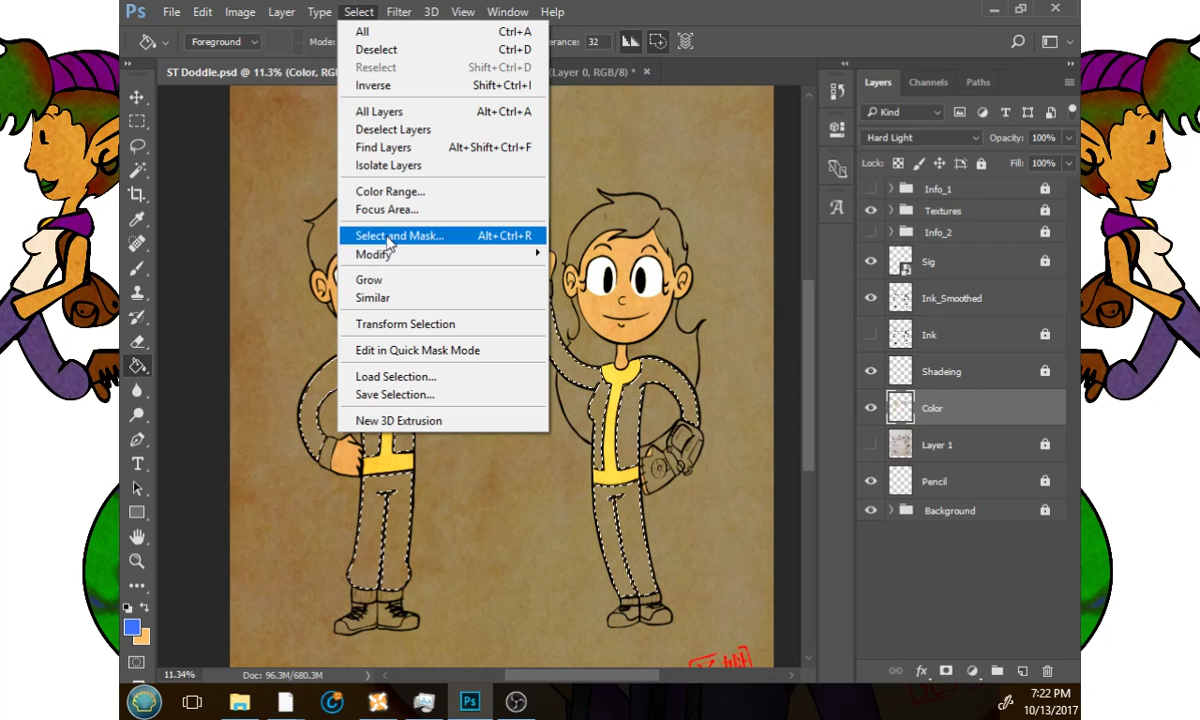 Ps File Edit Image Layer Type Select Filter 3D View Window Help
Foreground Mode: erance: 32
ST Doddle.psd @ 11.3% (Color, RG (Layer 0, RGB/8) * ×
All Ctrl+A
Deselect Ctrl+D
Reselect Shift+Ctrl+D
Inverse Shift+Ctrl+I
All Layers Alt+Ctrl+A
Deselect Layers
Find Layers Alt+Shift+Ctrl+F
Isolate Layers
Color Range...
Focus Area...
Select and Mask... Alt+Ctrl+R
Modify
Grow
Similar
Transform Selection
Edit in Quick Mask Mode
Load Selection...
Save Selection...
New 3D Extrusion
Layers Channels Paths
Kind
Hard Light Opacity: 100%
Lock: Fill: 100%
Info_1
Textures
Info_2
Sig
Ink_Smoothed
Ink
Shadeing
Color
Layer 1
Pencil
Background
fx
11.34% Doc: 96.3M/680.3M
Ps
7:22 PM
10/13/2017